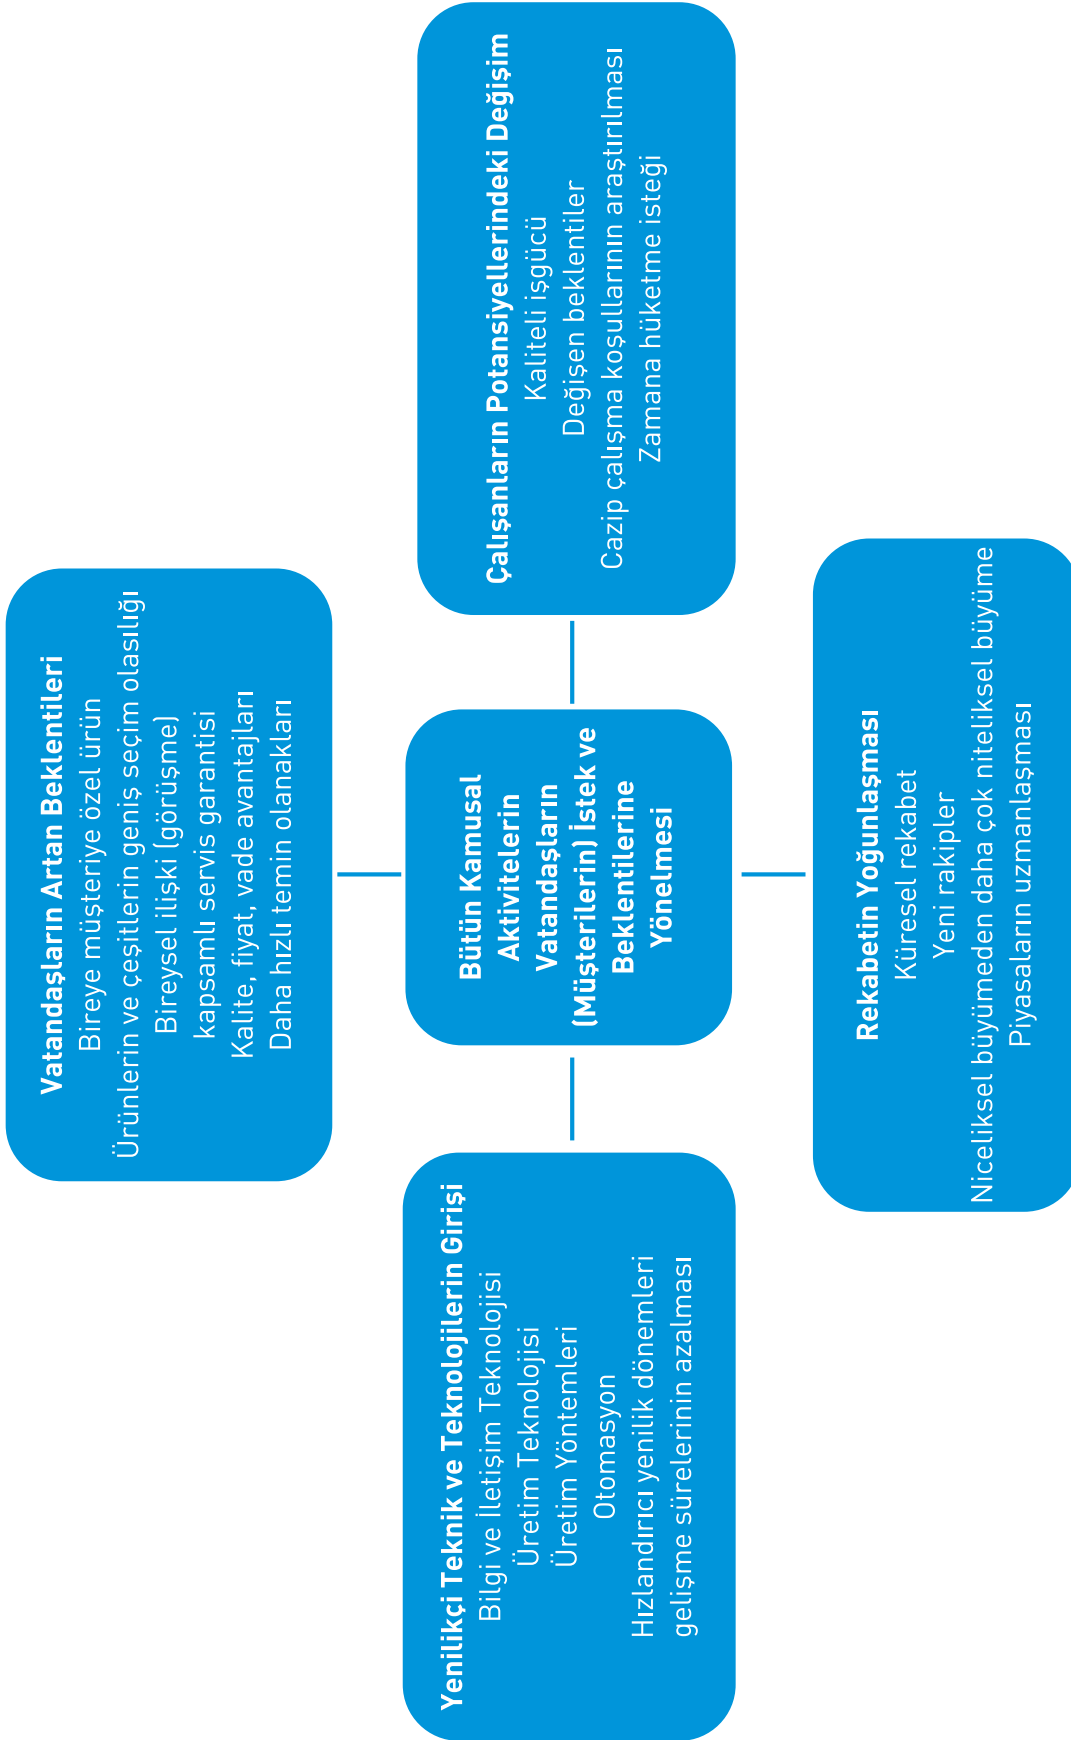 Vatandaşların Artan Beklentileri
Bireye müşteriye özel ürün
Ürünlerin ve çeşitlerin geniş seçim olasılığı
Bireysel ilişki (görüşme)
kapsamlı servis garantisi
Kalite, fiyat, vade avantajları
Daha hızlı temin olanakları
Yenilikçi Teknik ve Teknolojilerin Girişi
Bilgi ve İletişim Teknolojisi
Üretim Teknolojisi
Üretim Yöntemleri
Otomasyon
Hızlandırıcı yenilik dönemleri
gelişme sürelerinin azalması
Bütün Kamusal
Aktivitelerin
Vatandaşların
(Müşterilerin) İstek ve
Beklentilerine
Yönelmesi
Çalışanların Potansiyellerindeki Değişim
Kaliteli işgücü
Değişen beklentiler
Cazip çalışma koşullarının araştırılması
Zamana hüketme isteği
Rekabetin Yoğunlaşması
Küresel rekabet
Yeni rakipler
Niceliksel büyümeden daha çok niteliksel büyüme
Piyasaların uzmanlaşması